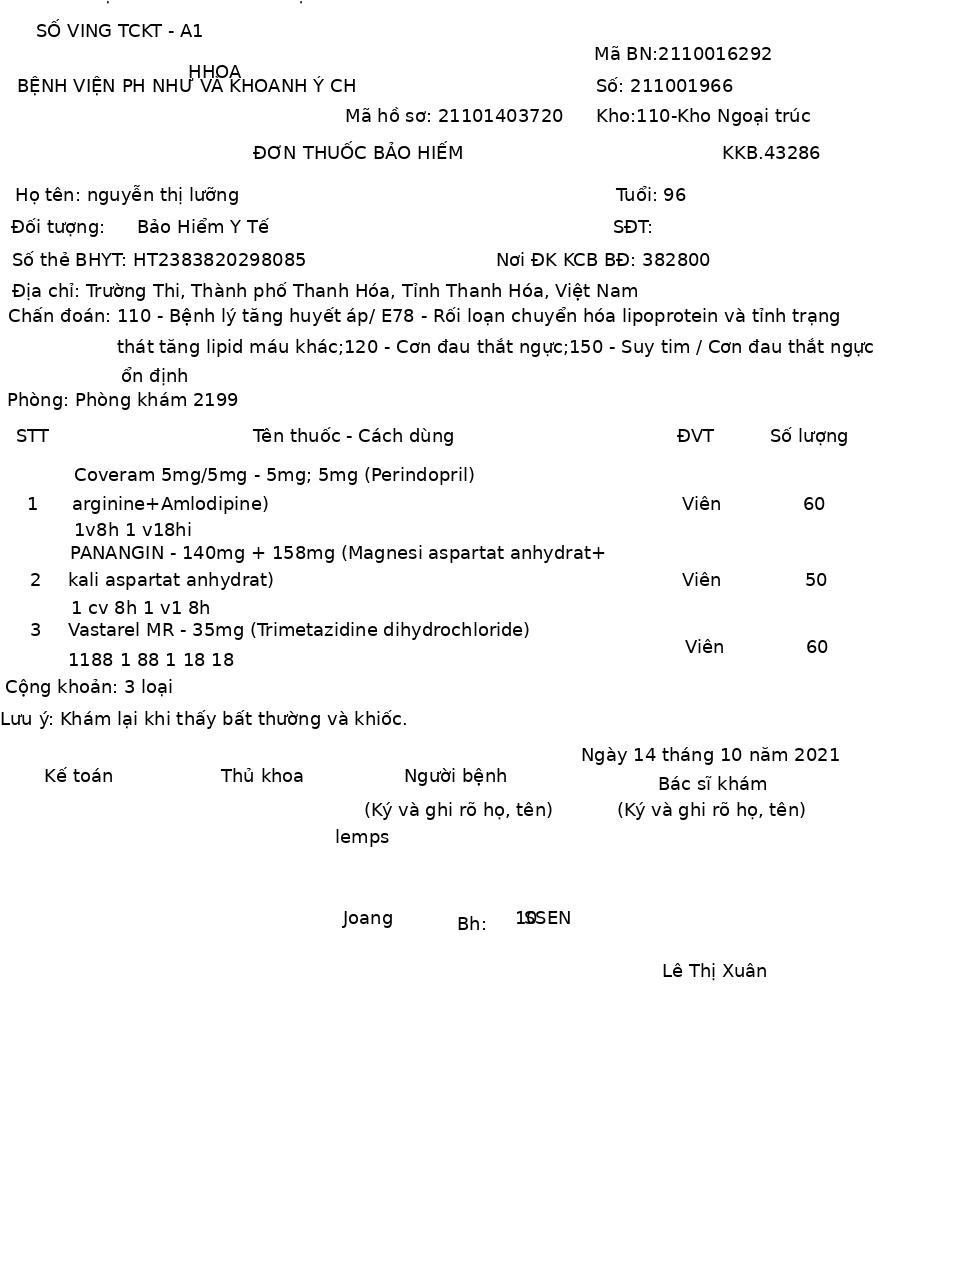 SỐ VING TCKT - A1
Mã BN:2110016292
HHOA
BỆNH VIỆN PH NHƯ VÀ KHOANH Ý CH
Số: 211001966
Mã hồ sơ: 21101403720 Kho:110-Kho Ngoại trúc
ĐƠN THUỐC BẢO HIẾM KKB.43286
Họ tên: nguyễn thị lưỡng Tuổi: 96
Đối tượng: Bảo Hiểm Y Tế SĐT:
Số thẻ BHYT: HT2383820298085 Nơi ĐK KCB BĐ: 382800
Địa chỉ: Trường Thi, Thành phố Thanh Hóa, Tỉnh Thanh Hóa, Việt Nam
Chấn đoán: 110 - Bệnh lý tăng huyết áp/ E78 - Rối loạn chuyển hóa lipoprotein và tỉnh trạng
thát tăng lipid máu khác;120 - Cơn đau thắt ngực;150 - Suy tim / Cơn đau thắt ngực
ổn định
Phòng: Phòng khám 2199
STT Tên thuốc - Cách dùng ĐVT Số lượng
Coveram 5mg/5mg - 5mg; 5mg (Perindopril)
1 arginine+Amlodipine) Viên 60
1v8h 1 v18hi
PANANGIN - 140mg + 158mg (Magnesi aspartat anhydrat+
2 kali aspartat anhydrat) Viên 50
1 cv 8h 1 v1 8h
3 Vastarel MR - 35mg (Trimetazidine dihydrochloride)
Viên 60
1188 1 88 1 18 18
Cộng khoản: 3 loại
Lưu ý: Khám lại khi thấy bất thường và khiốc.
Ngày 14 tháng 10 năm 2021
Kế toán Thủ khoa Người bệnh Bác sĩ khám
(Ký và ghi rõ họ, tên) (Ký và ghi rõ họ, tên)
lemps
Joang Bh: 10 SSEN
Lê Thị Xuân